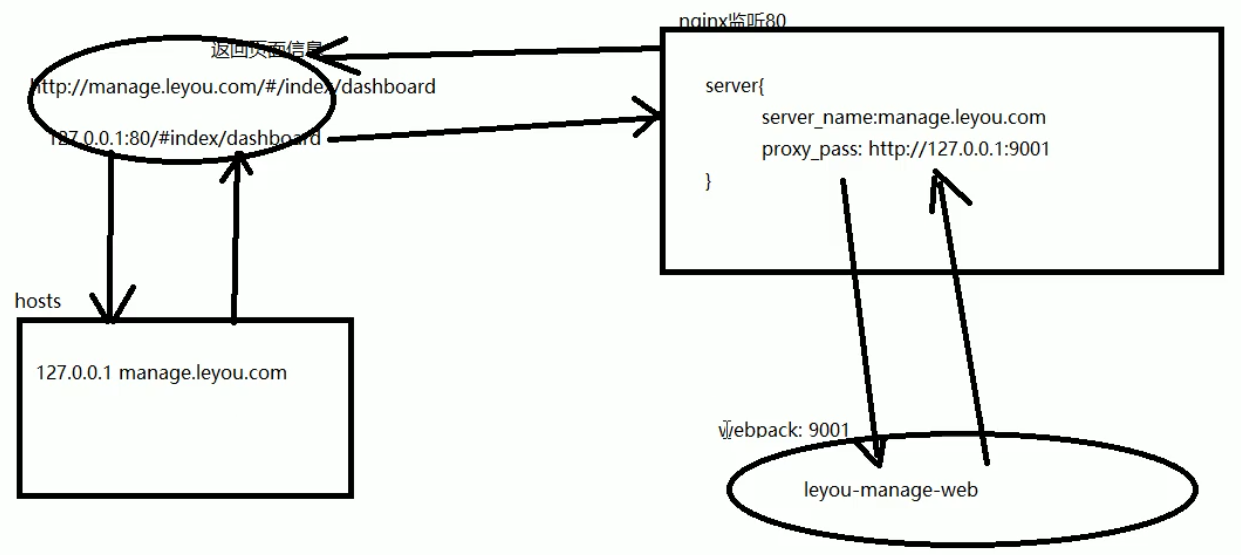 返回页面信息
http://manage.leyou.com/#/index/dashboard
127.0.0.1:80/#index/dashboard
nginx监听80
server{
server_name:manage.leyou.com
proxy_pass: http://127.0.0.1:9001
}
hosts
127.0.0.1 manage.leyou.com
webpack: 9001
leyou-manage-web